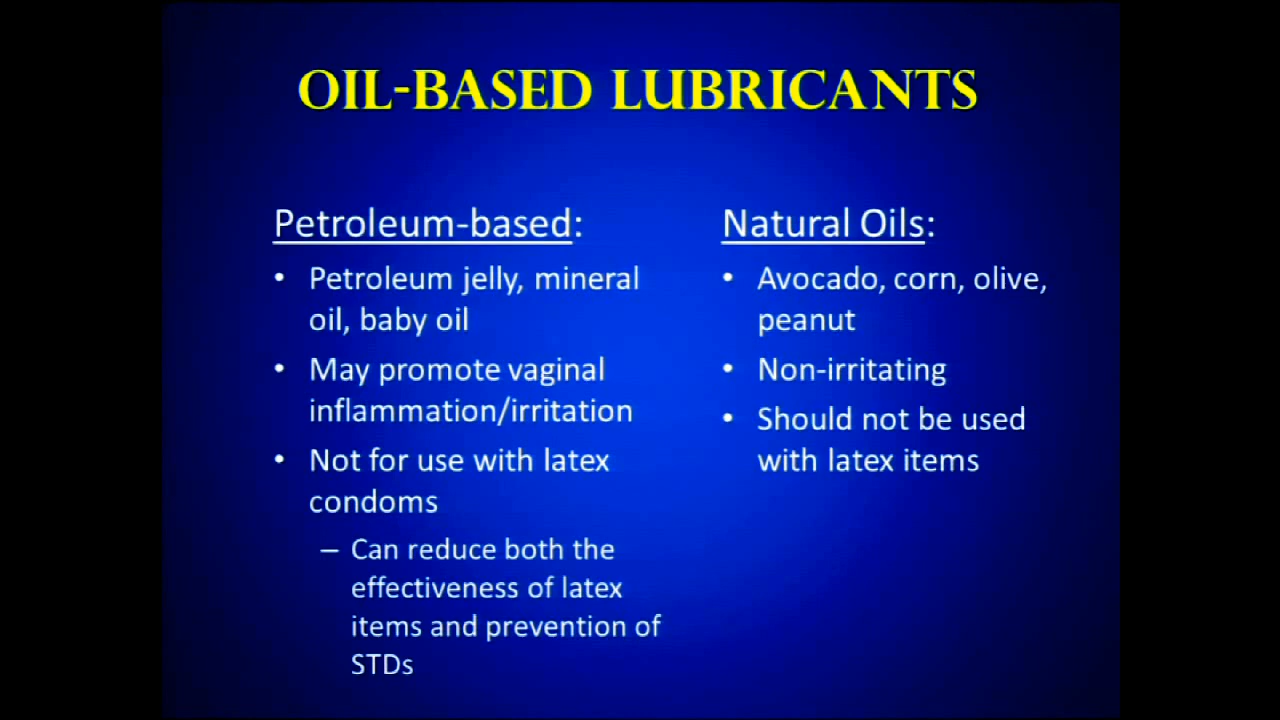 OIL-BASED LUBRICANTS
Petroleum-based:
• Petroleum jelly, mineral
oil, baby oil
• May promote vaginal
inflammation/irritation
• Not for use with latex
condoms
– Can reduce both the
effectiveness of latex
items and prevention of
STDs
Natural Oils:
• Avocado, corn, olive,
peanut
• Non-irritating
• Should not be used
with latex items